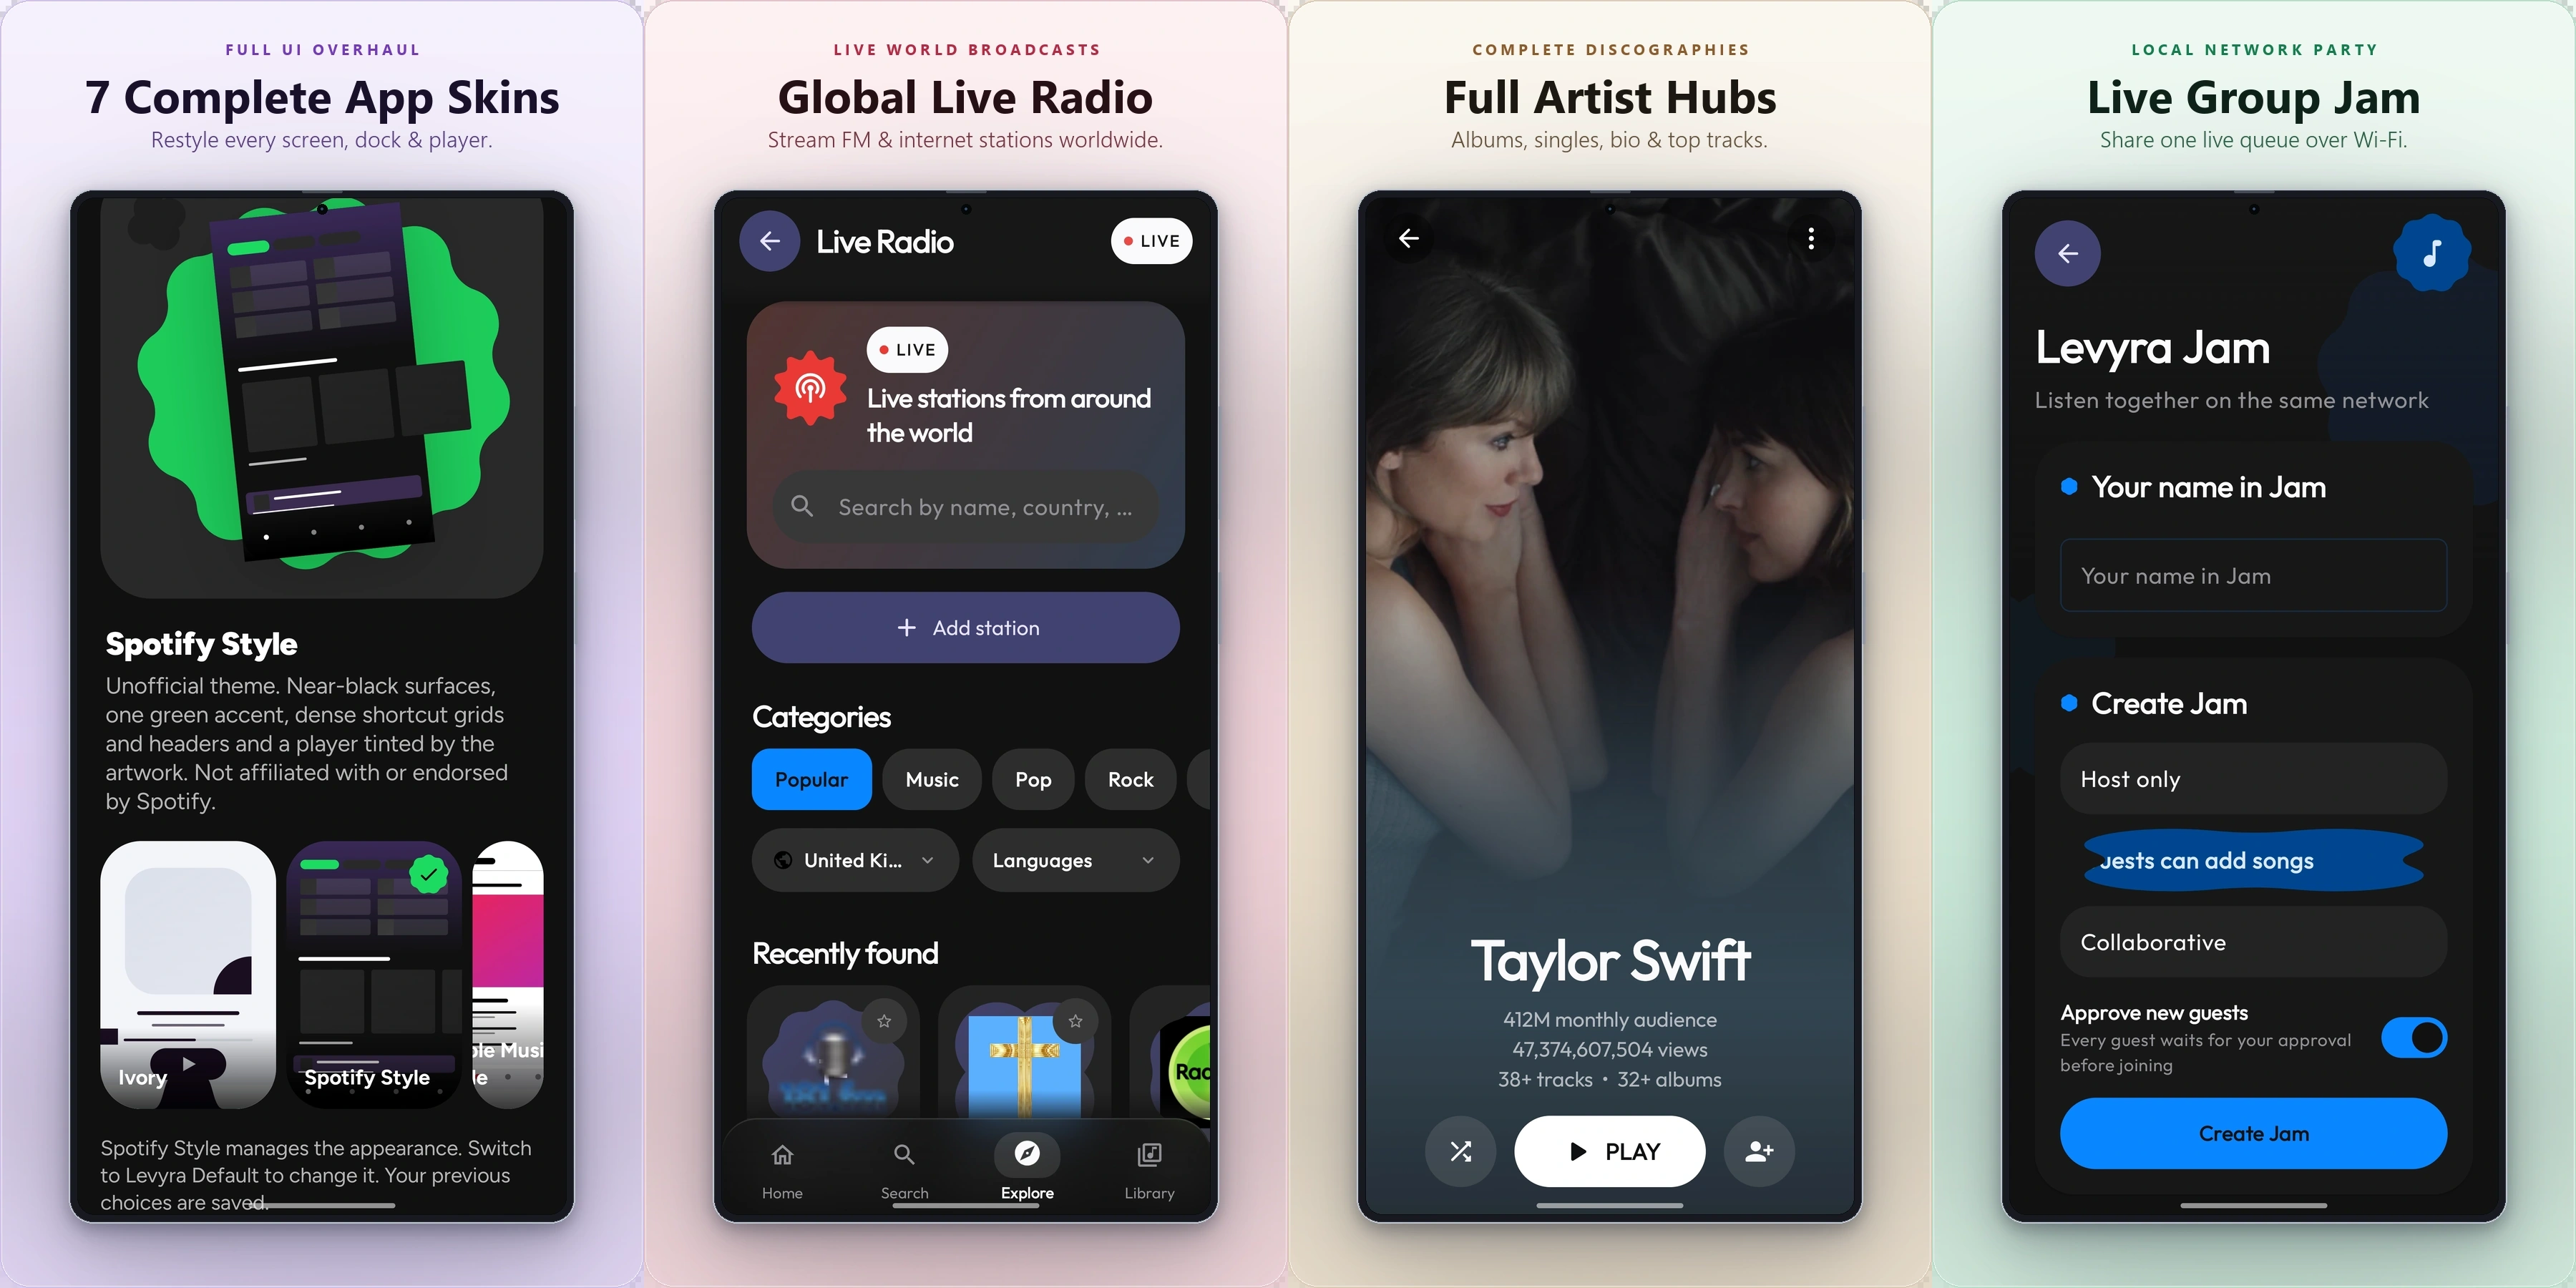 FULL UI OVERHAUL
7 Complete App Skins
Restyle every screen, dock & player.
Spotify Style
Unofficial theme. Near-black surfaces,
one green accent, dense shortcut grids
and headers and a player tinted by the
artwork. Not affiliated with or endorsed
by Spotify.
Ivory
Spotify Style
ple Musi
le
Spotify Style manages the appearance. Switch
to Levyra Default to change it. Your previous
choices are saved.
LIVE WORLD BROADCASTS
Global Live Radio
Stream FM & internet stations worldwide.
Live Radio
LIVE
LIVE
Live stations from around
the world
Search by name, country, ...
Add station
Categories
Popular
Music
Pop
Rock
United Ki...
Languages
Recently found
Rac
Home
Search
Explore
Library
COMPLETE DISCOGRAPHIES
Full Artist Hubs
Albums, singles, bio & top tracks.
Taylor Swift
412M monthly audience
47,374,607,504 views
38+ tracks • 32+ albums
PLAY
LOCAL NETWORK PARTY
Live Group Jam
Share one live queue over Wi-Fi.
Levyra Jam
Listen together on the same network
Your name in Jam
Your name in Jam
Create Jam
Host only
uests can add songs
Collaborative
Approve new guests
Every guest waits for your approval
before joining
Create Jam